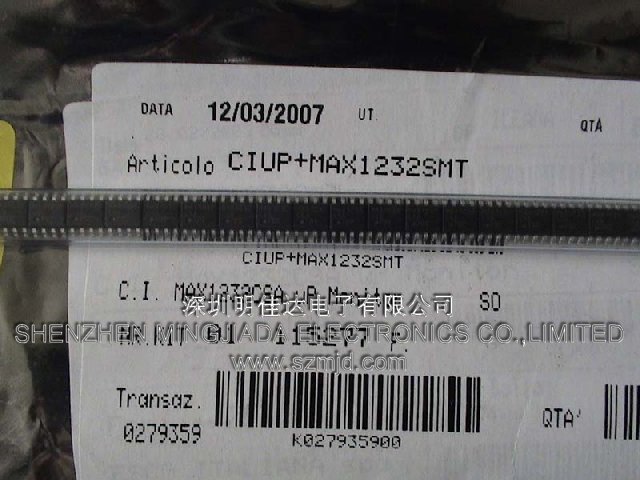 DATA 12/03/2007 UT. QTA
Articolo CIUP+MAX1232SMT
CIUP+MAX1232SMT
C.I. MAX1232CSA SO
深圳明佳达电子有限公司
SHENZHEN MINGJIADA ELECTRONICS CO.,LIMITED
www.szmjd.com
Transaz. QTA'
0279359 K027935900